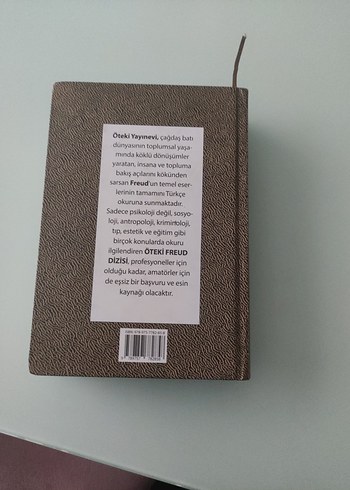 Öteki Yayınevi, çağdaş batı
dünyasının toplumsal yaşa-
mında köklü dönüşümler
yaratan, insana ve topluma
bakış açılarını kökünden
sarsan Freud'un temel eser-
lerinin tamamını Türkçe
okuruna sunmaktadır.
Sadece psikoloji değil, sosyo-
loji, antropoloji, kriminoloji,
tıp, estetik ve eğitim gibi
birçok konularda okuru
ilgilendiren ÖTEKİ FREUD
DİZİSİ, profesyoneller için
olduğu kadar, amatörler için
de eşsiz bir başvuru ve esin
kaynağı olacaktır.